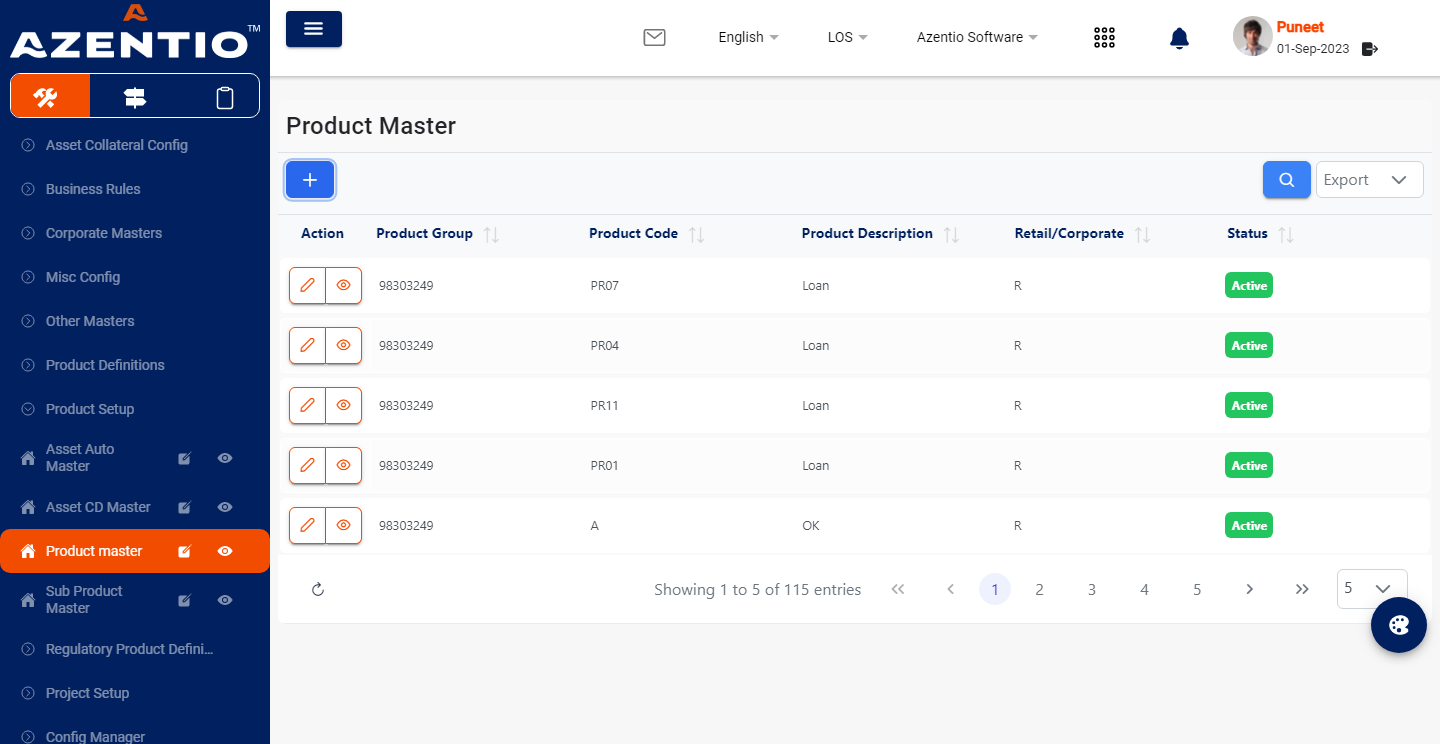 AZENTIO™
English
LOS
Azentio Software
Puneet
01-Sep-2023
Asset Collateral Config
Business Rules
Corporate Masters
Misc Config
Other Masters
Product Definitions
Product Setup
Asset Auto
Master
Asset CD Master
Product master
Sub Product
Master
Regulatory Product Defini...
Project Setup
Config Manager
Product Master
Export
Action Product Group Product Code Product Description Retail/Corporate Status
98303249 PR07 Loan R Active
98303249 PR04 Loan R Active
98303249 PR11 Loan R Active
98303249 PR01 Loan R Active
98303249 A OK R Active
Showing 1 to 5 of 115 entries 1 2 3 4 5 5